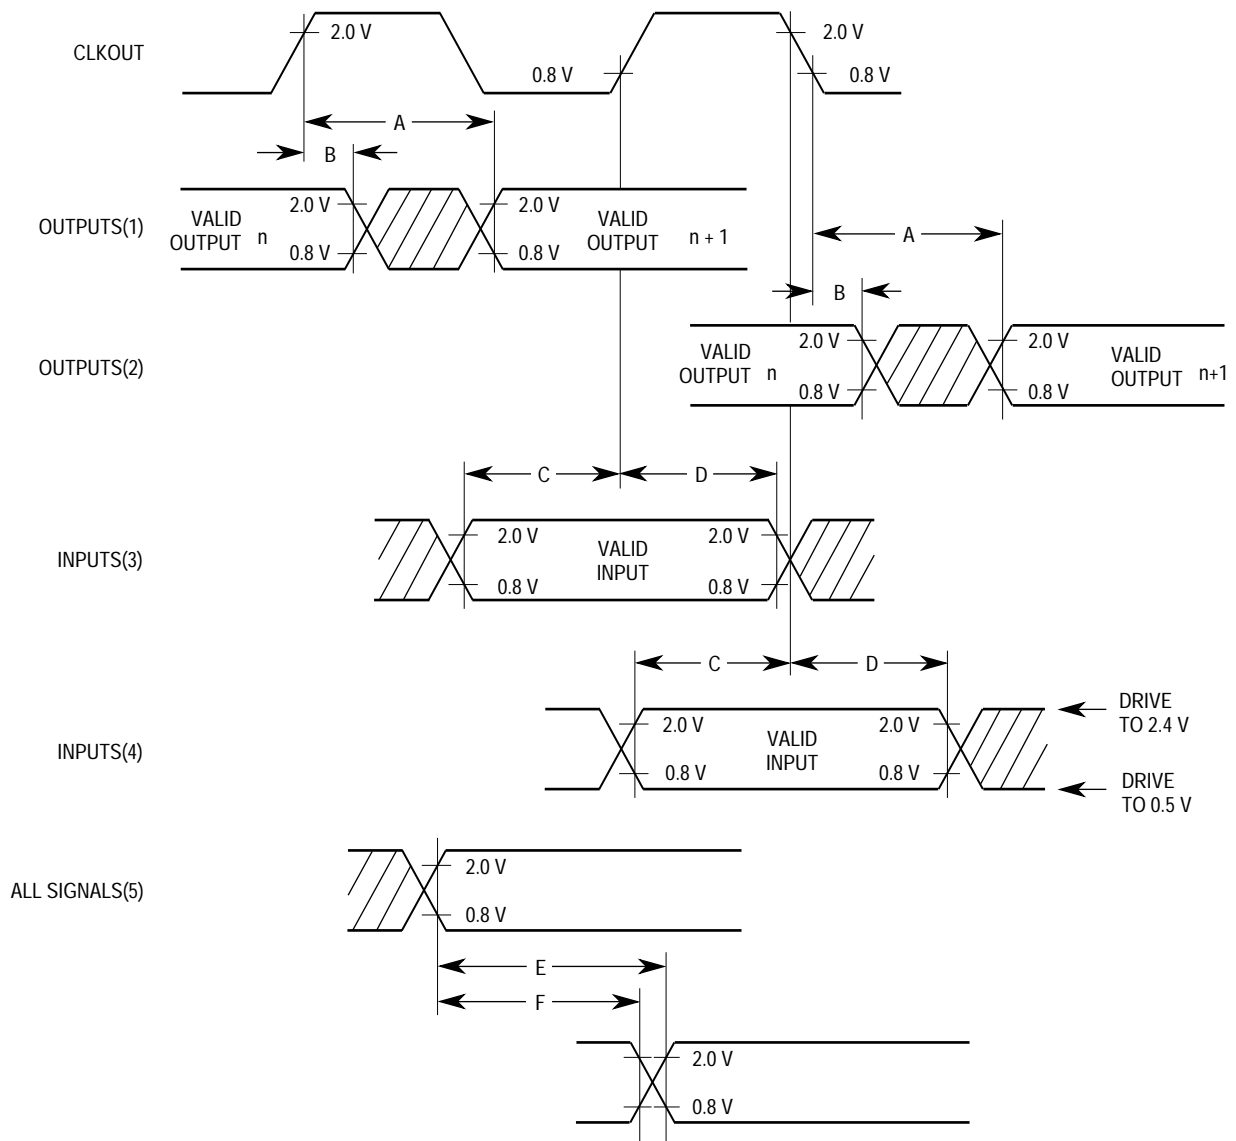 CLKOUT
2.0 V
0.8 V
2.0 V
0.8 V
A
B
OUTPUTS(1)
VALID
OUTPUT n
2.0 V
0.8 V
2.0 V
0.8 V
VALID
OUTPUT n + 1
A
B
OUTPUTS(2)
VALID
OUTPUT n
2.0 V
0.8 V
2.0 V
0.8 V
VALID
OUTPUT n+1
C
D
INPUTS(3)
2.0 V
0.8 V
VALID
INPUT
2.0 V
0.8 V
C
D
INPUTS(4)
2.0 V
0.8 V
VALID
INPUT
2.0 V
0.8 V
DRIVE
TO 2.4 V
DRIVE
TO 0.5 V
ALL SIGNALS(5)
2.0 V
0.8 V
E
F
2.0 V
0.8 V